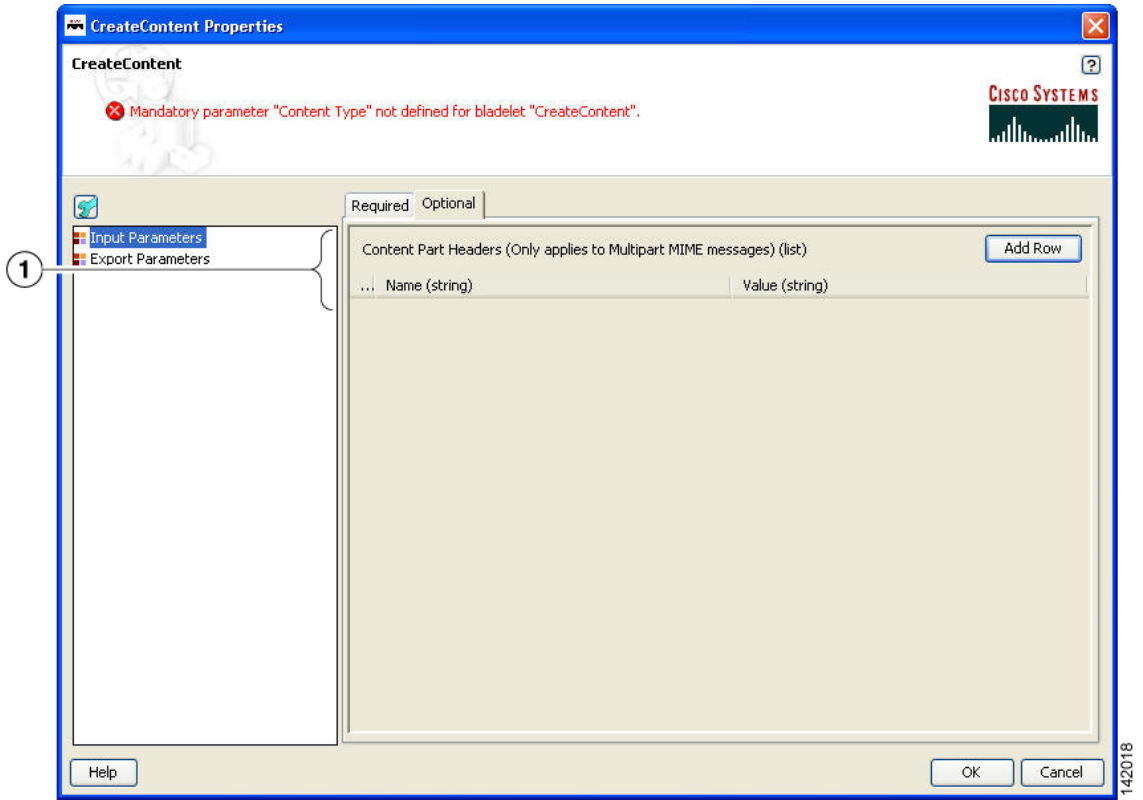 CreateContent Properties
CreateContent
Mandatory parameter "Content Type" not defined for bladelet "CreateContent".
CISCO SYSTEMS
Required Optional
Input Parameters
Export Parameters
1
Content Part Headers (Only applies to Multipart MIME messages) (list)
Add Row
... Name (string) Value (string)
Help
OK
Cancel
142018